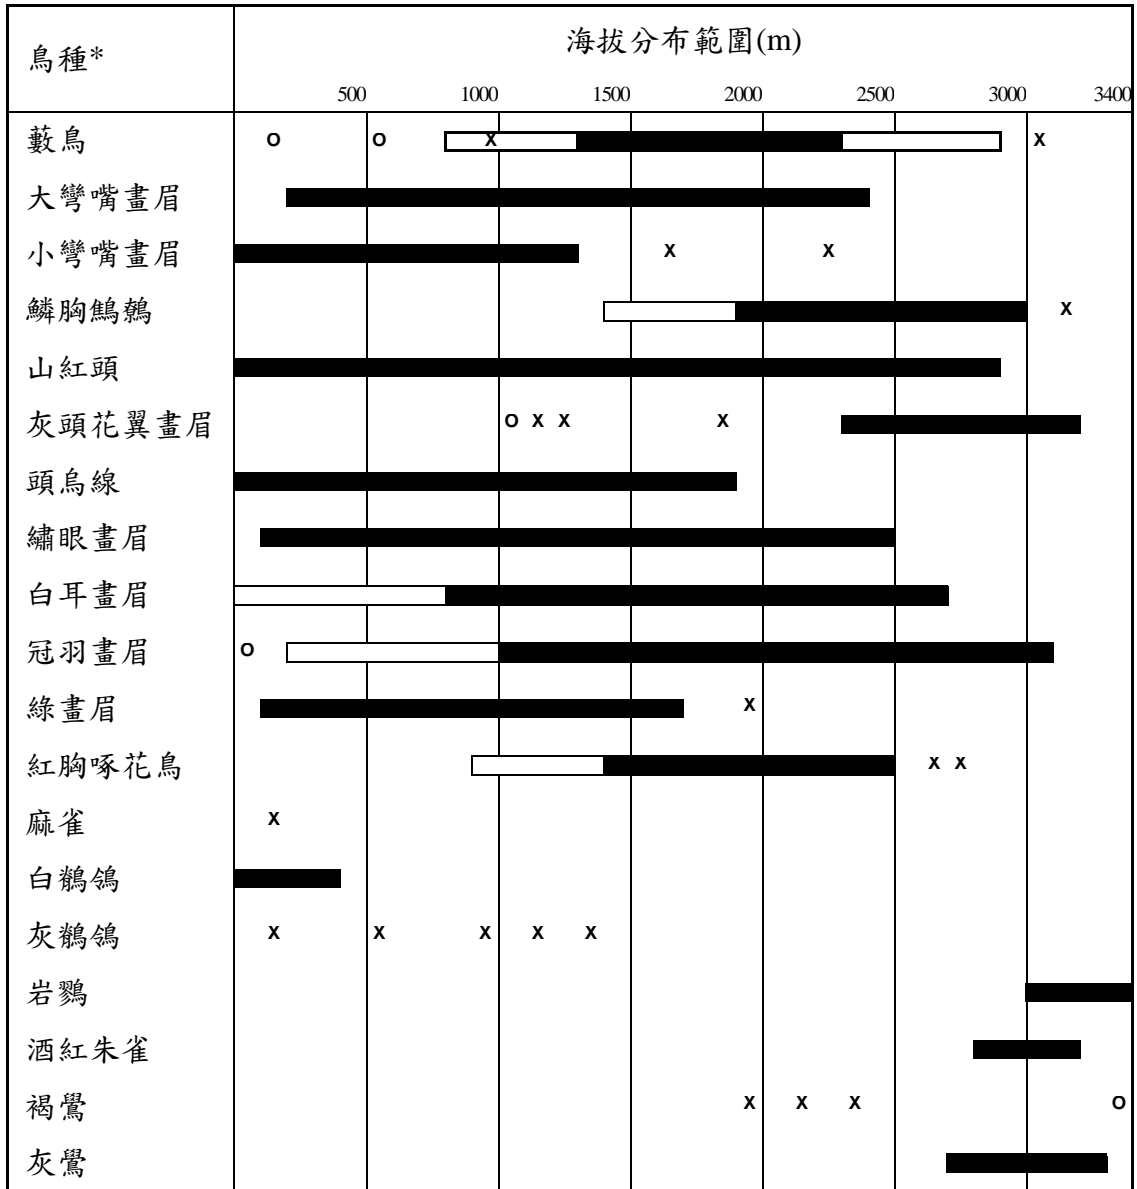 鳥種*
海拔分布範圍(m)
500 1000 1500 2000 2500 3000 3400
藪鳥 O O X X
大彎嘴畫眉
小彎嘴畫眉 X X
鱗胸鷦鷯 X
山紅頭
灰頭花翼畫眉 O X X X
頭烏線
繡眼畫眉
白耳畫眉
冠羽畫眉 O
綠畫眉 X
紅胸啄花鳥 X X
麻雀 X
白鶺鴒
灰鶺鴒 X X X X X
岩鷚
酒紅朱雀
褐鷽 X X X O
灰鷽